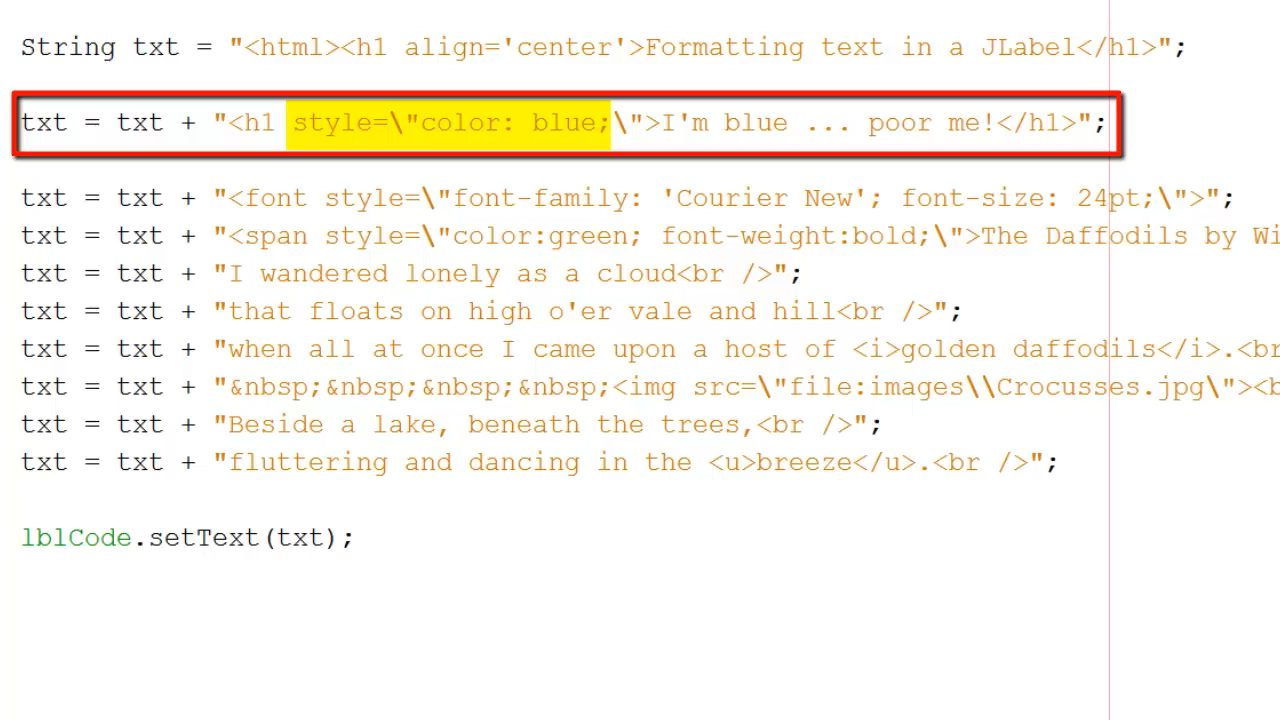 String txt = "<html><h1 align='center'>Formatting text in a JLabel</h1>";
txt = txt + "<h1 style=\"color: blue;\">I'm blue ... poor me!</h1>";
txt = txt + "<font style=\"font-family: 'Courier New'; font-size: 24pt;\">";
txt = txt + "<span style=\"color:green; font-weight:bold;\">The Daffodils by Wi
txt = txt + "I wandered lonely as a cloud<br />";
txt = txt + "that floats on high o'er vale and hill<br />";
txt = txt + "when all at once I came upon a host of <i>golden daffodils</i>.<br
txt = txt + "&nbsp;&nbsp;&nbsp;&nbsp;<img src=\"file:images\\Crocusses.jpg\"><b
txt = txt + "Beside a lake, beneath the trees,<br />";
txt = txt + "fluttering and dancing in the <u>breeze</u>.<br />";
lblCode.setText(txt);